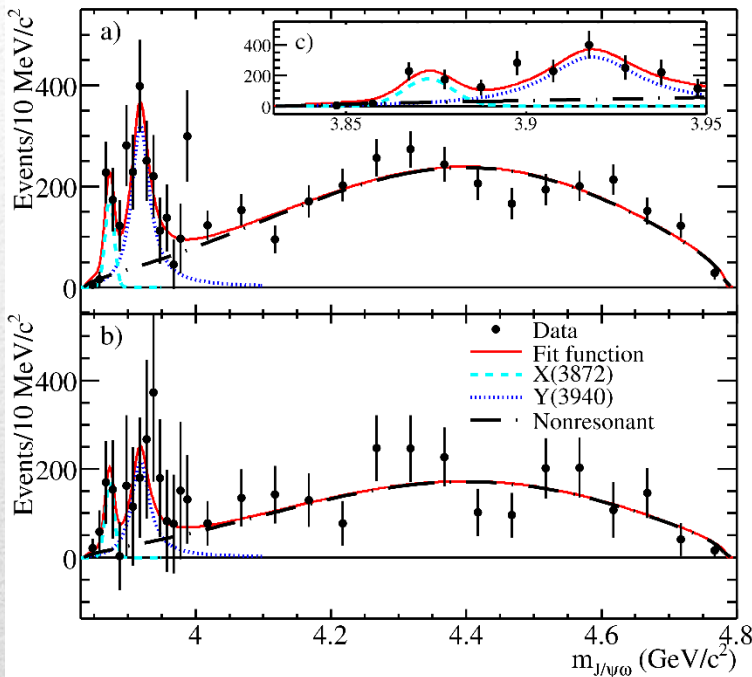 a)
c)
400
200
0
3.85
3.9
3.95
Events/10 MeV/c²
400
200
0
b)
Data
Fit function
X(3872)
Y(3940)
Nonresonant
Events/10 MeV/c²
400
200
0
4
4.2
4.4
4.6
4.8
m_J/ψω (GeV/c²)